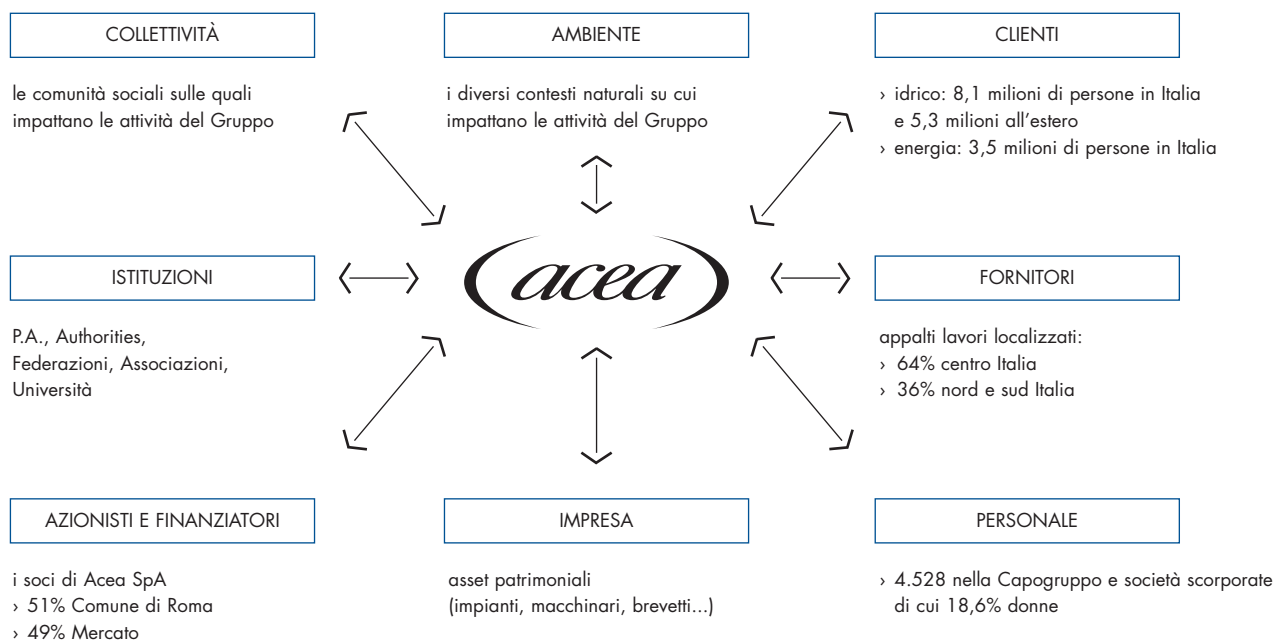 COLLETTIVITÀ
le comunità sociali sulle quali
impattano le attività del Gruppo
AMBIENTE
i diversi contesti naturali su cui
impattano le attività del Gruppo
CLIENTI
› idrico: 8,1 milioni di persone in Italia
e 5,3 milioni all’estero
› energia: 3,5 milioni di persone in Italia
ISTITUZIONI
P.A., Authorities,
Federazioni, Associazioni,
Università
acea
FORNITORI
appalti lavori localizzati:
› 64% centro Italia
› 36% nord e sud Italia
AZIONISTI E FINANZIATORI
i soci di Acea SpA
› 51% Comune di Roma
› 49% Mercato
IMPRESA
asset patrimoniali
(impianti, macchinari, brevetti...)
PERSONALE
› 4.528 nella Capogruppo e società scorporate
di cui 18,6% donne